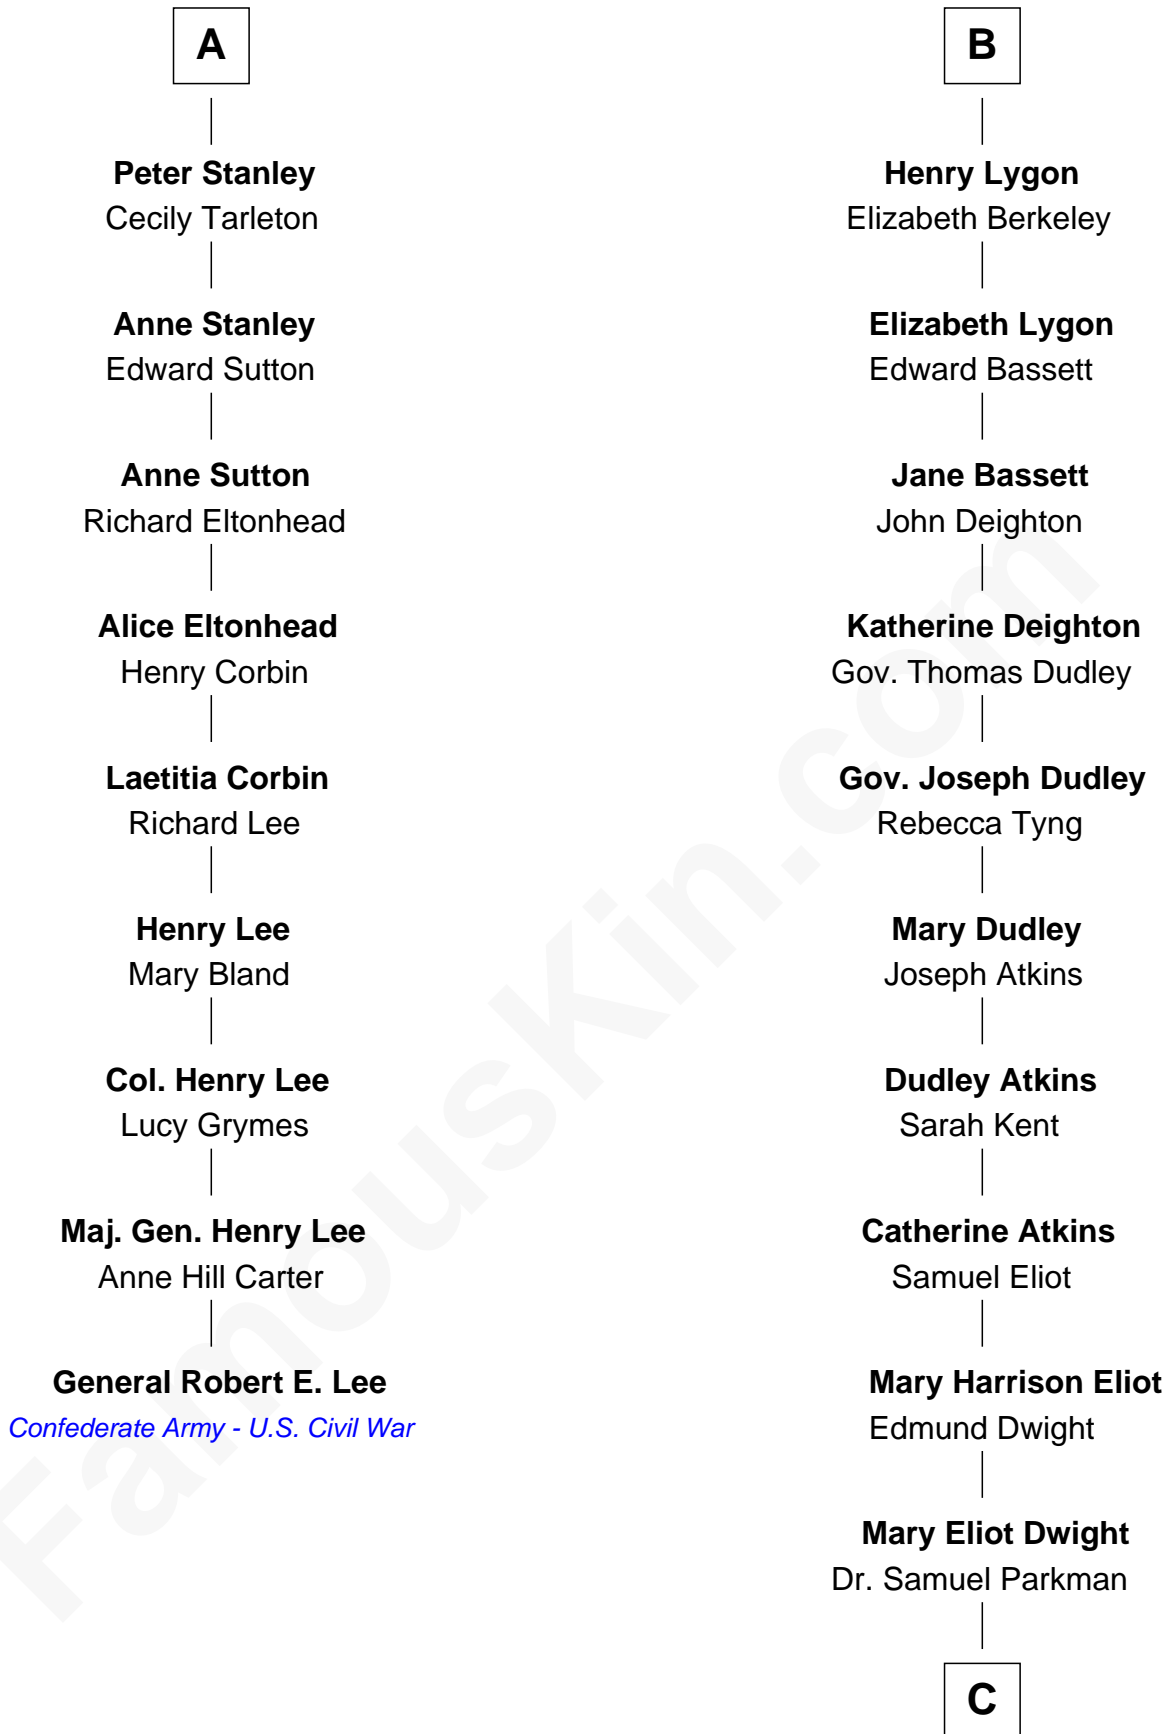 A
Peter Stanley
Cecily Tarleton
Anne Stanley
Edward Sutton
Anne Sutton
Richard Eltonhead
Alice Eltonhead
Henry Corbin
Laetitia Corbin
Richard Lee
Henry Lee
Mary Bland
Col. Henry Lee
Lucy Grymes
Maj. Gen. Henry Lee
Anne Hill Carter
General Robert E. Lee
Confederate Army - U.S. Civil War
B
Henry Lygon
Elizabeth Berkeley
Elizabeth Lygon
Edward Bassett
Jane Bassett
John Deighton
Katherine Deighton
Gov. Thomas Dudley
Gov. Joseph Dudley
Rebecca Tyng
Mary Dudley
Joseph Atkins
Dudley Atkins
Sarah Kent
Catherine Atkins
Samuel Eliot
Mary Harrison Eliot
Edmund Dwight
Mary Eliot Dwight
Dr. Samuel Parkman
C
FamousKin.com